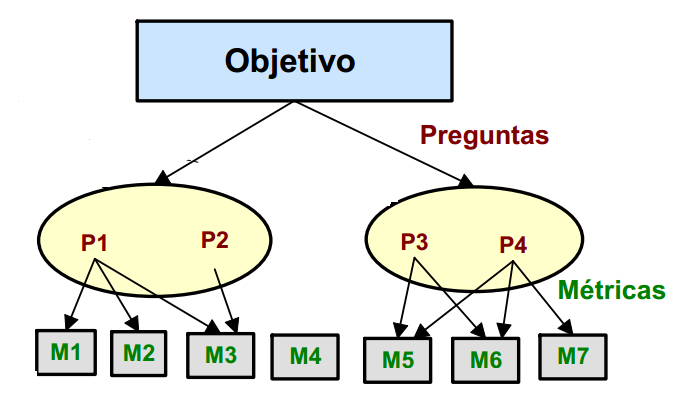 Objetivo
Preguntas
P1
P2
P3
P4
Métricas
M1
M2
M3
M4
M5
M6
M7